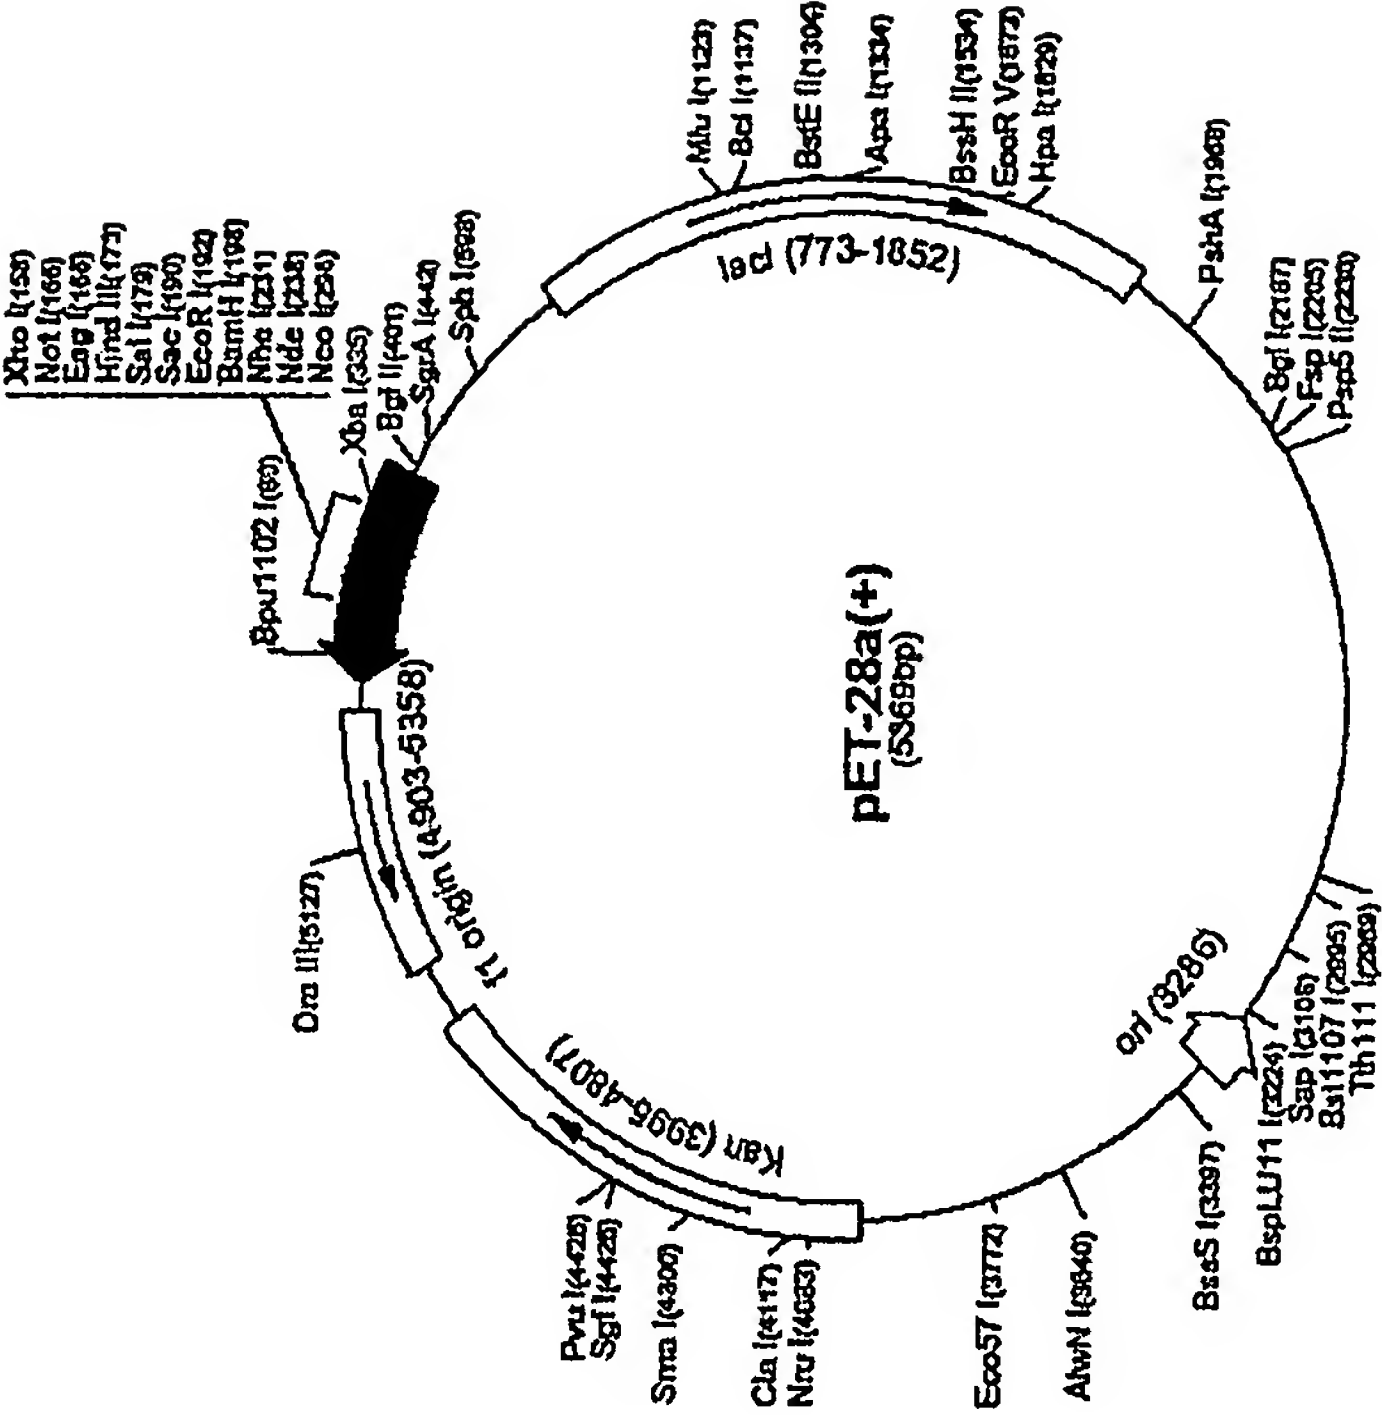 Xho I(158)
Not I(166)
Eag I(166)
Hind III(173)
Sal I(179)
Sac I(190)
EcoR I(192)
BamH I(198)
Nhe I(231)
Nde I(238)
Nco I(296)
Xba I(335)
Bgl II(401)
SgrA I(442)
Sph I(598)
Mlu I(1123)
Bcl I(1137)
BstE II(1304)
Apa I(1334)
BssH II(1534)
EcoR V(1573)
Hpa I(1629)
PshA I(1968)
Bgl I(2187)
Fsp I(2205)
Psp5 II(2230)
Tth111 I(2969)
Bst1107 I(2995)
Sap I(3108)
BspLU11 I(3224)
BssS I(3397)
AlwN I(3640)
Eco57 I(3772)
Nru I(4083)
Cla I(4117)
Sma I(4300)
Sgf I(4426)
Pvu I(4426)
Dra III(5127)
Bpu1102 I(80)
lacI (773-1852)
pET-28a(+)
(5369bp)
ori (3286)
Kan (3995-4807)
f1 origin (4903-5358)